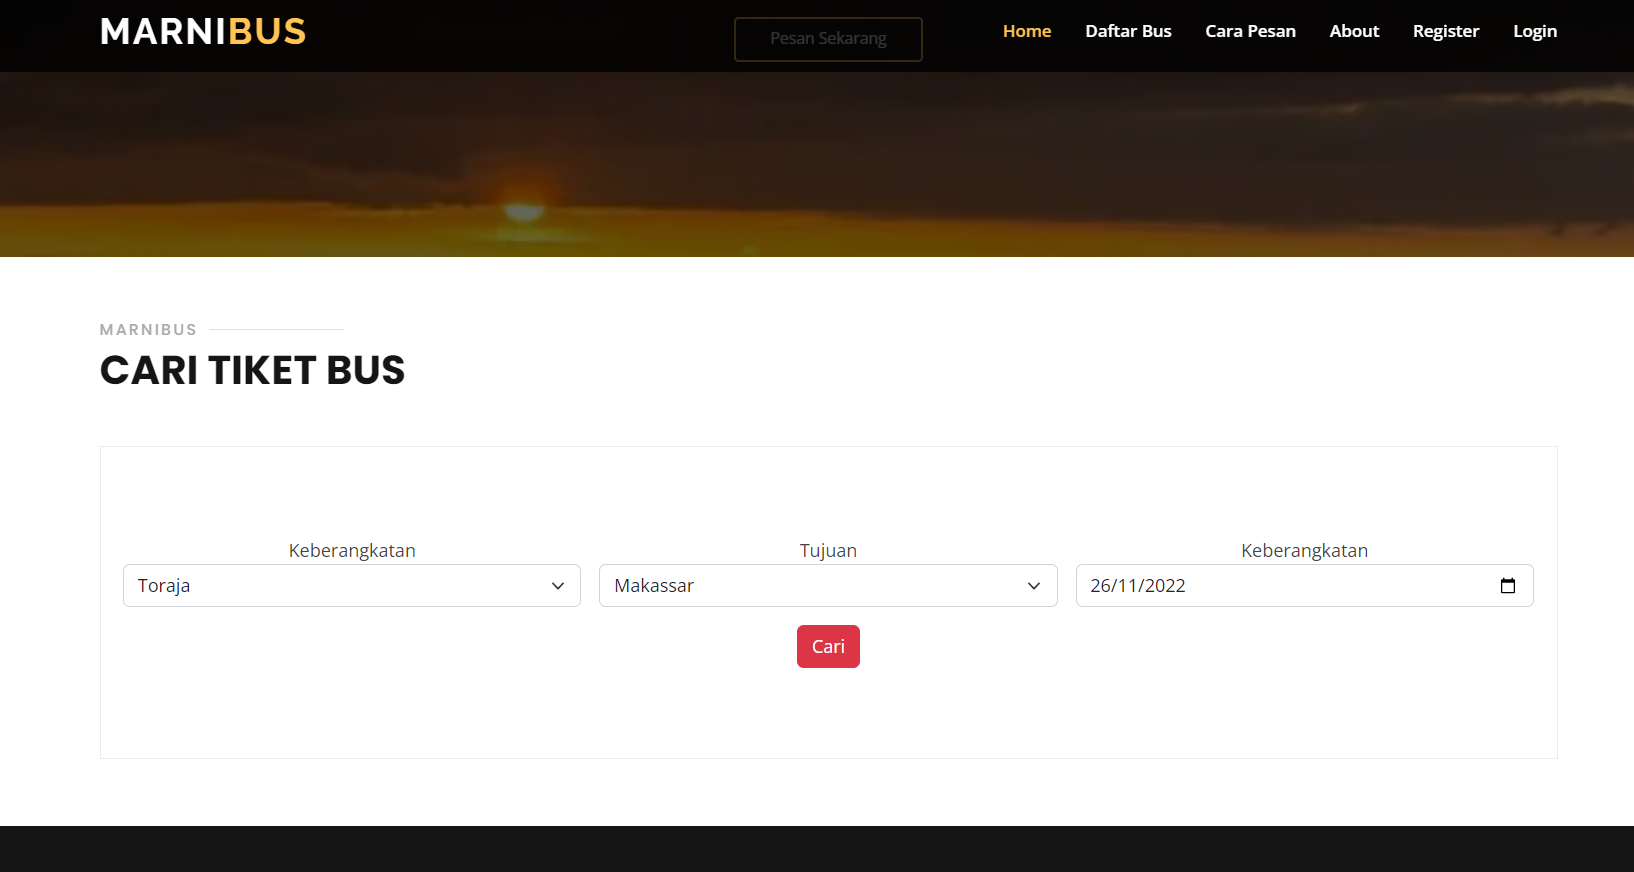 MARNIBUS
Pesan Sekarang
Home
Daftar Bus
Cara Pesan
About
Register
Login
MARNIBUS
CARI TIKET BUS
Keberangkatan
Tujuan
Keberangkatan
Toraja
Makassar
26/11/2022
Cari